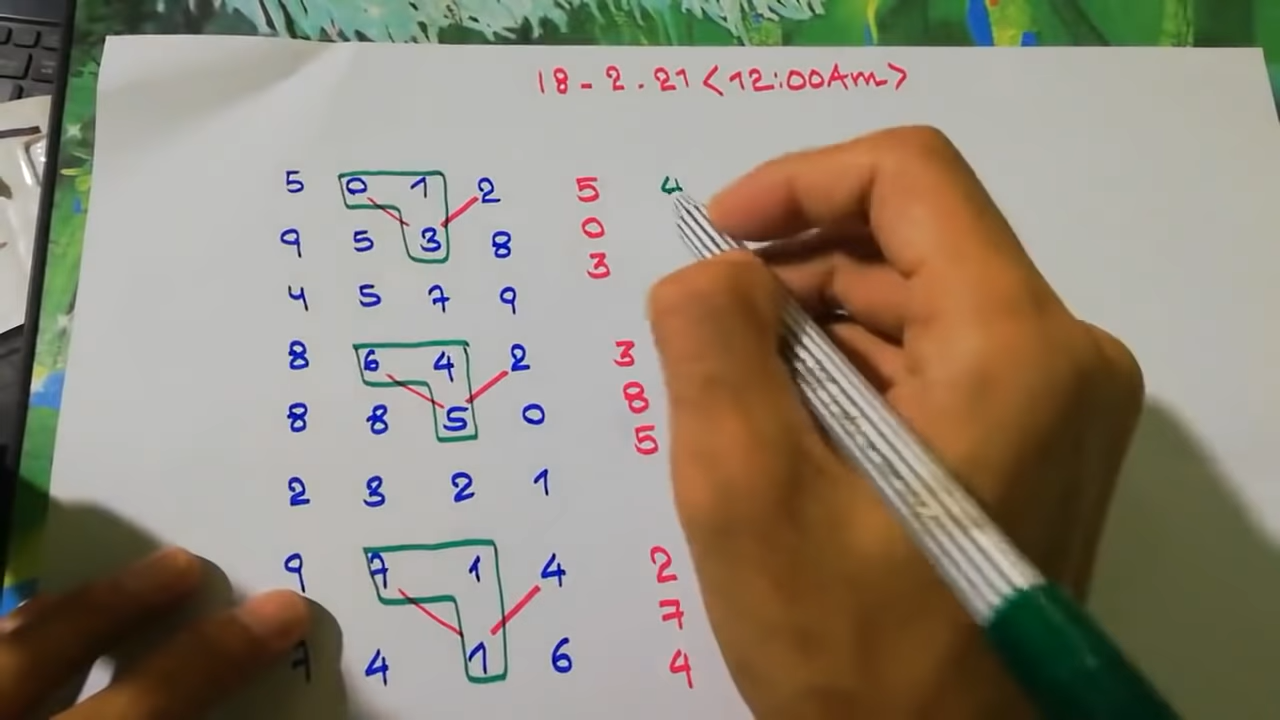 18-2.21<12:00Am>
5 0 1 2 5 4
9 5 3 8 0
3
4 5 7 9
8 6 4 2 3
8 8 5 0 8
5
2 3 2 1
9 7 1 4 2
7
7 4 1 6 4